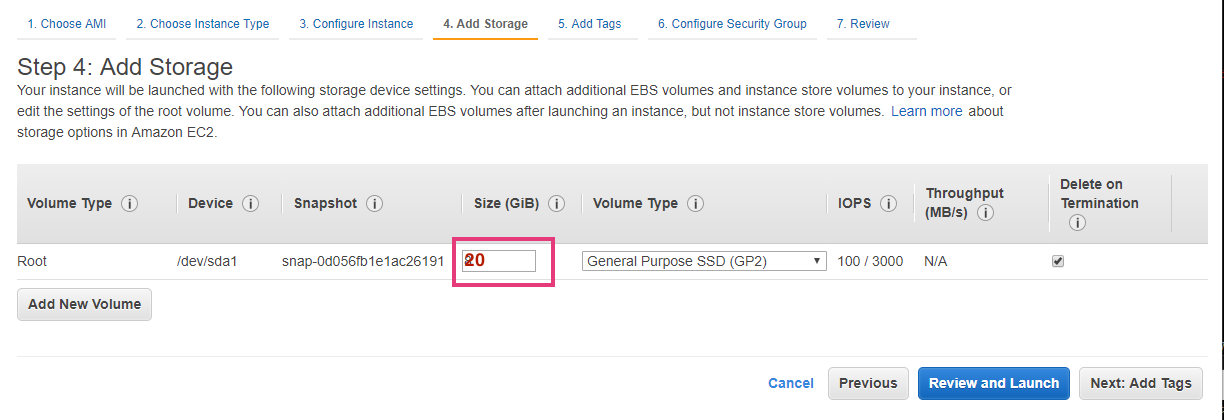 1. Choose AMI 2. Choose Instance Type 3. Configure Instance 4. Add Storage 5. Add Tags 6. Configure Security Group 7. Review
Step 4: Add Storage
Your instance will be launched with the following storage device settings. You can attach additional EBS volumes and instance store volumes to your instance, or
edit the settings of the root volume. You can also attach additional EBS volumes after launching an instance, but not instance store volumes. Learn more about
storage options in Amazon EC2.
Volume Type i Device i Snapshot i Size (GiB) i Volume Type i IOPS i Throughput (MB/s) i Delete on Termination i
Root /dev/sda1 snap-0d056fb1e1ac26191 20 General Purpose SSD (GP2) 100 / 3000 N/A
Add New Volume
Cancel Previous Review and Launch Next: Add Tags